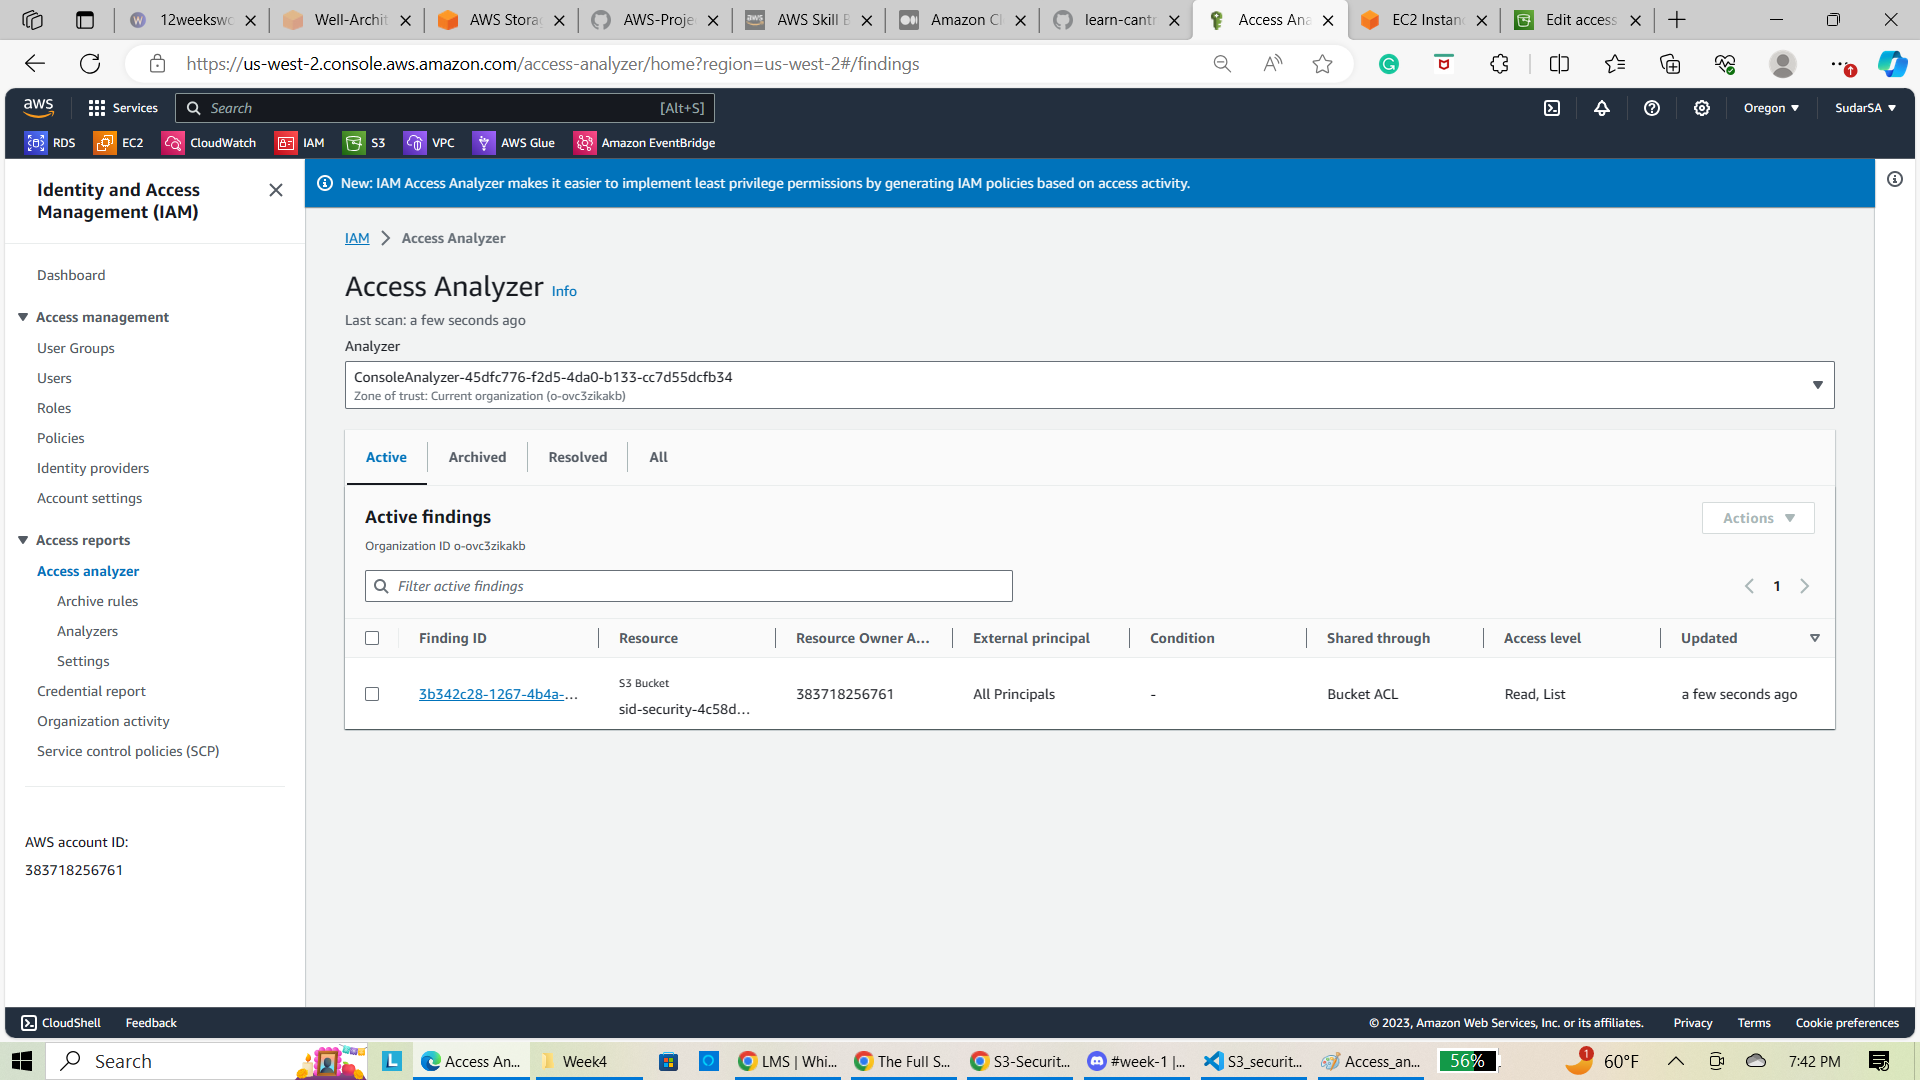 12weekswo
Well-Archit
AWS Storag
AWS-Proje
AWS Skill B
Amazon Cl
learn-cantr
Access Ana
EC2 Instan
Edit access
https://us-west-2.console.aws.amazon.com/access-analyzer/home?region=us-west-2#/findings
aws
Services
Search
[Alt+S]
Oregon
SudarSA
RDS
EC2
CloudWatch
IAM
S3
VPC
AWS Glue
Amazon EventBridge
Identity and Access
Management (IAM)
Dashboard
Access management
User Groups
Users
Roles
Policies
Identity providers
Account settings
Access reports
Access analyzer
Archive rules
Analyzers
Settings
Credential report
Organization activity
Service control policies (SCP)
AWS account ID:
383718256761
New: IAM Access Analyzer makes it easier to implement least privilege permissions by generating IAM policies based on access activity.
IAM > Access Analyzer
Access Analyzer Info
Last scan: a few seconds ago
Analyzer
ConsoleAnalyzer-45dfc776-f2d5-4da0-b133-cc7d55dcfb34
Zone of trust: Current organization (o-ovc3zikakb)
Active
Archived
Resolved
All
Active findings
Actions
Organization ID o-ovc3zikakb
Filter active findings
1
Finding ID
Resource
Resource Owner A...
External principal
Condition
Shared through
Access level
Updated
3b342c28-1267-4b4a-...
S3 Bucket
sid-security-4c58d...
383718256761
All Principals
-
Bucket ACL
Read, List
a few seconds ago
CloudShell
Feedback
© 2023, Amazon Web Services, Inc. or its affiliates.
Privacy
Terms
Cookie preferences
Search
Access An...
Week4
LMS | Whi...
The Full S...
S3-Securit...
#week-1 |...
S3_securit...
Access_an...
56%
1
60°F
7:42 PM